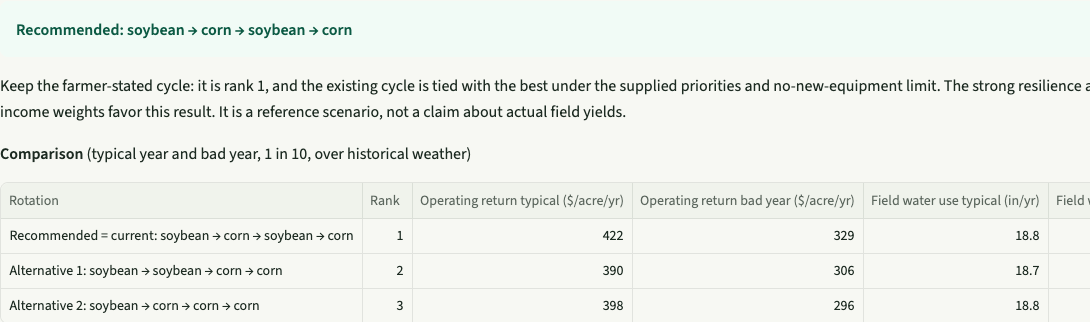 Recommended: soybean → corn → soybean → corn
Keep the farmer-stated cycle: it is rank 1, and the existing cycle is tied with the best under the supplied priorities and no-new-equipment limit. The strong resilience
income weights favor this result. It is a reference scenario, not a claim about actual field yields.
Comparison (typical year and bad year, 1 in 10, over historical weather)
Rotation Rank Operating return typical ($/acre/yr) Operating return bad year ($/acre/yr) Field water use typical (in/yr) Field
Recommended = current: soybean → corn → soybean → corn 1 422 329 18.8
Alternative 1: soybean → soybean → corn → corn 2 390 306 18.7
Alternative 2: soybean → corn → corn → corn 3 398 296 18.8